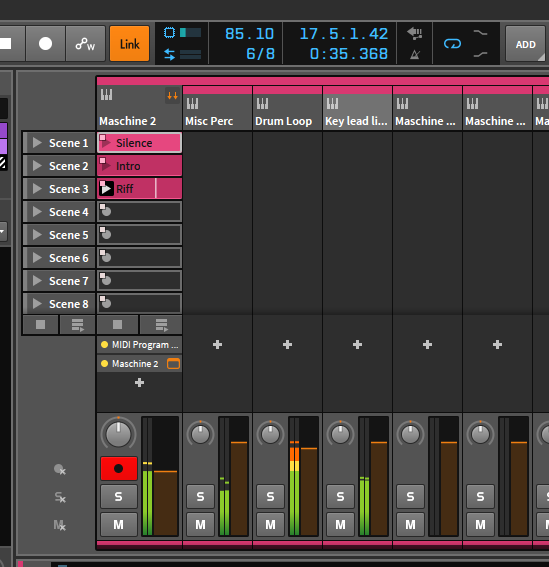 W
Link
85.10
17.5.1.42
6/8
0:35.368
ADD
Maschine 2
Misc Perc
Drum Loop
Key lead li...
Maschine ...
Maschine ...
Ma
Scene 1
Silence
Scene 2
Intro
Scene 3
Riff
Scene 4
Scene 5
Scene 6
Scene 7
Scene 8
MIDI Program ...
Maschine 2
S
S
S
S
S
S
S
S
M
M
M
M
M
M
M
M